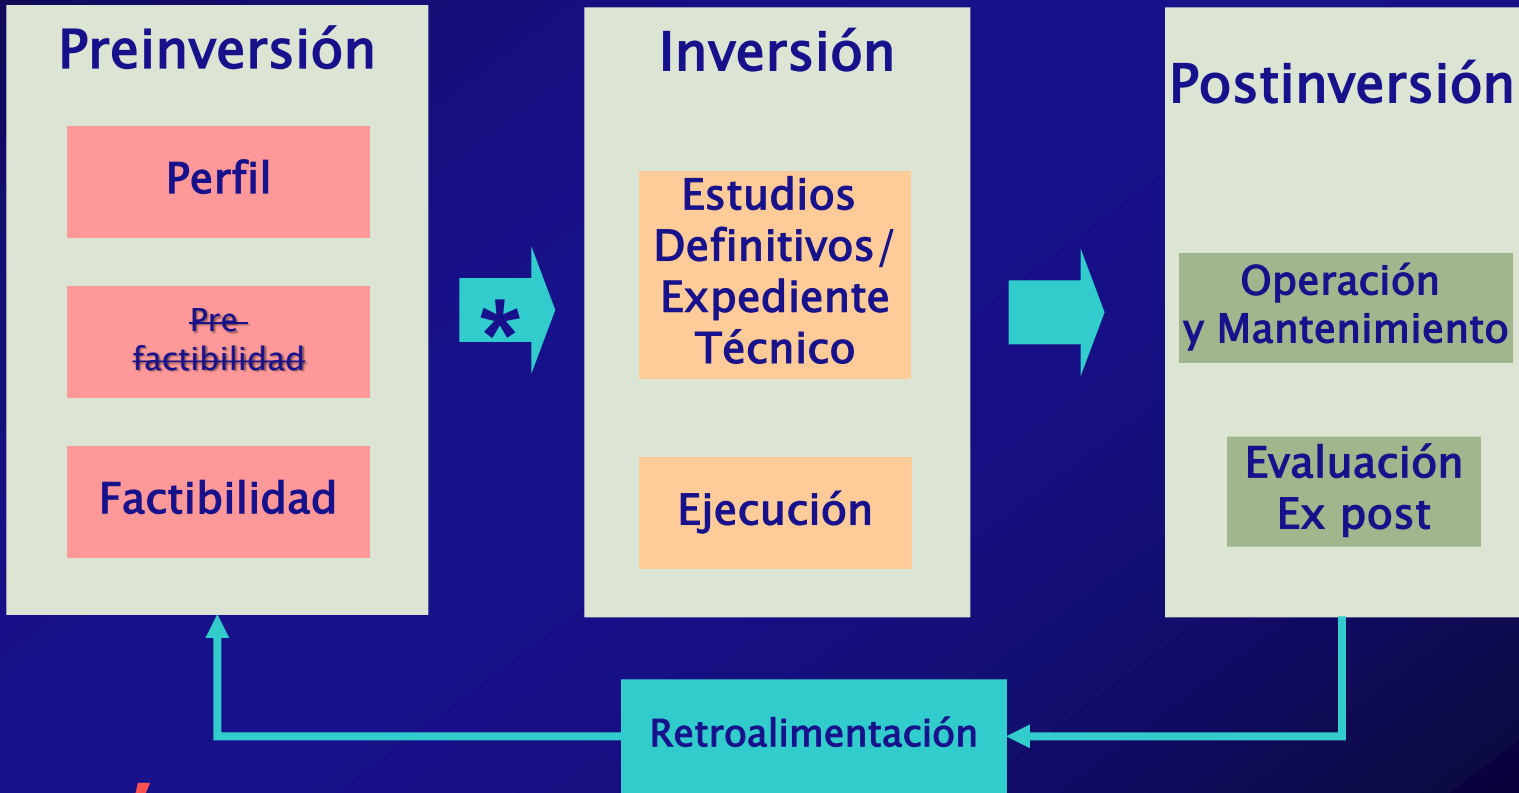 Preinversión
Perfil
Pre-
factibilidad
Factibilidad
*
Inversión
Estudios
Definitivos/
Expediente
Técnico
Ejecución
Postinversión
Operación
y Mantenimiento
Evaluación
Ex post
Retroalimentación